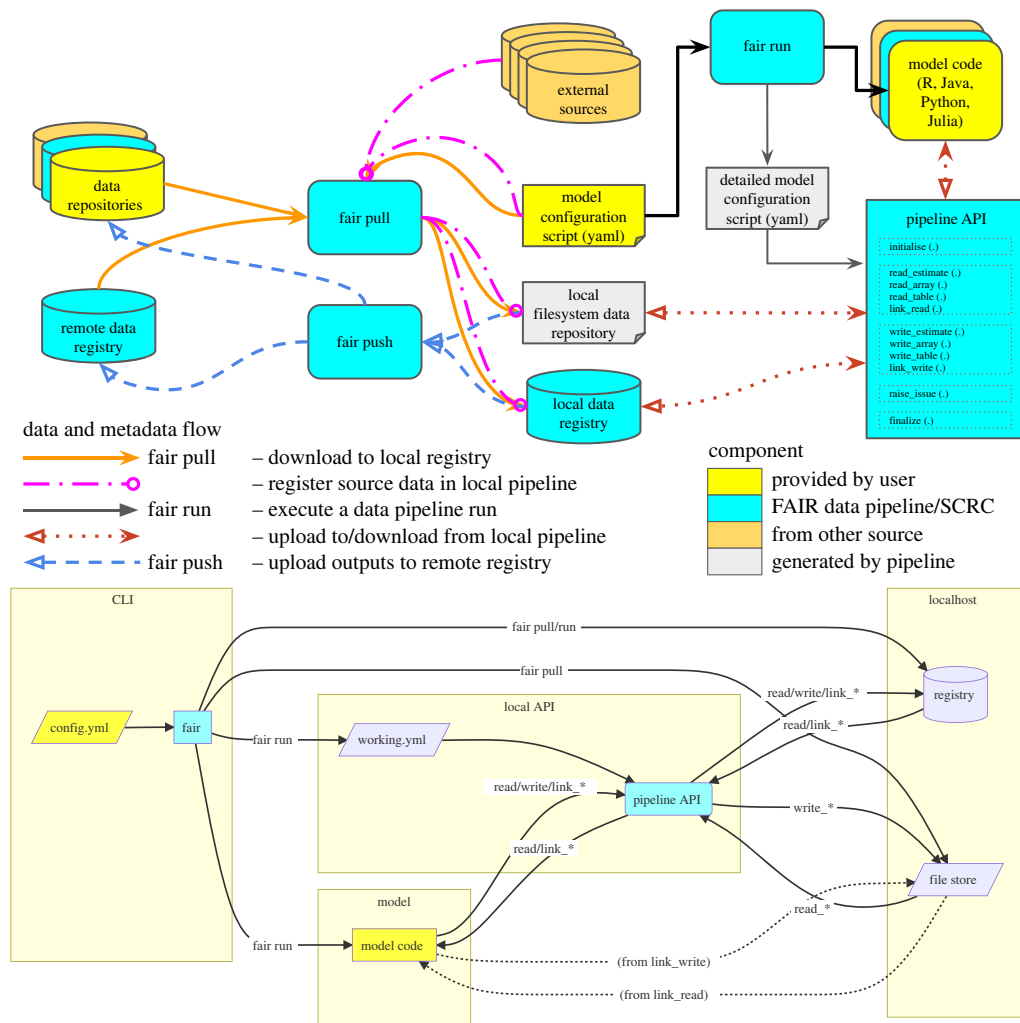 external
sources
fair run
model code
(R, Java,
Python,
Julia)
data
repositories
fair pull
model
configuration
script (yaml)
detailed model
configuration
script (yaml)
pipeline API
initialise (.)
read_estimate (.)
read_array (.)
read_table (.)
link_read (.)
write_estimate (.)
write_array (.)
write_table (.)
link_write (.)
raise_issue (.)
finalize (.)
remote data
registry
fair push
local
filesystem data
repository
local data
registry
data and metadata flow
fair pull – download to local registry
– register source data in local pipeline
fair run – execute a data pipeline run
– upload to/download from local pipeline
fair push – upload outputs to remote registry
component
provided by user
FAIR data pipeline/SCRC
from other source
generated by pipeline
CLI
localhost
fair pull/run
fair pull
config.yml
fair
fair run
local API
working.yml
read/write/link_*
registry
read/link_*
read/write/link_*
pipeline API
write_*
read/link_*
file store
read_*
model
fair run
model code
(from link_write)
(from link_read)